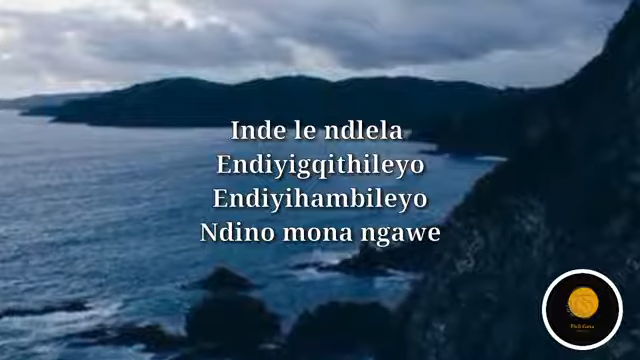 Inde le ndlela
Endiyigqithileyo
Endiyihambileyo
Ndino mona ngawe